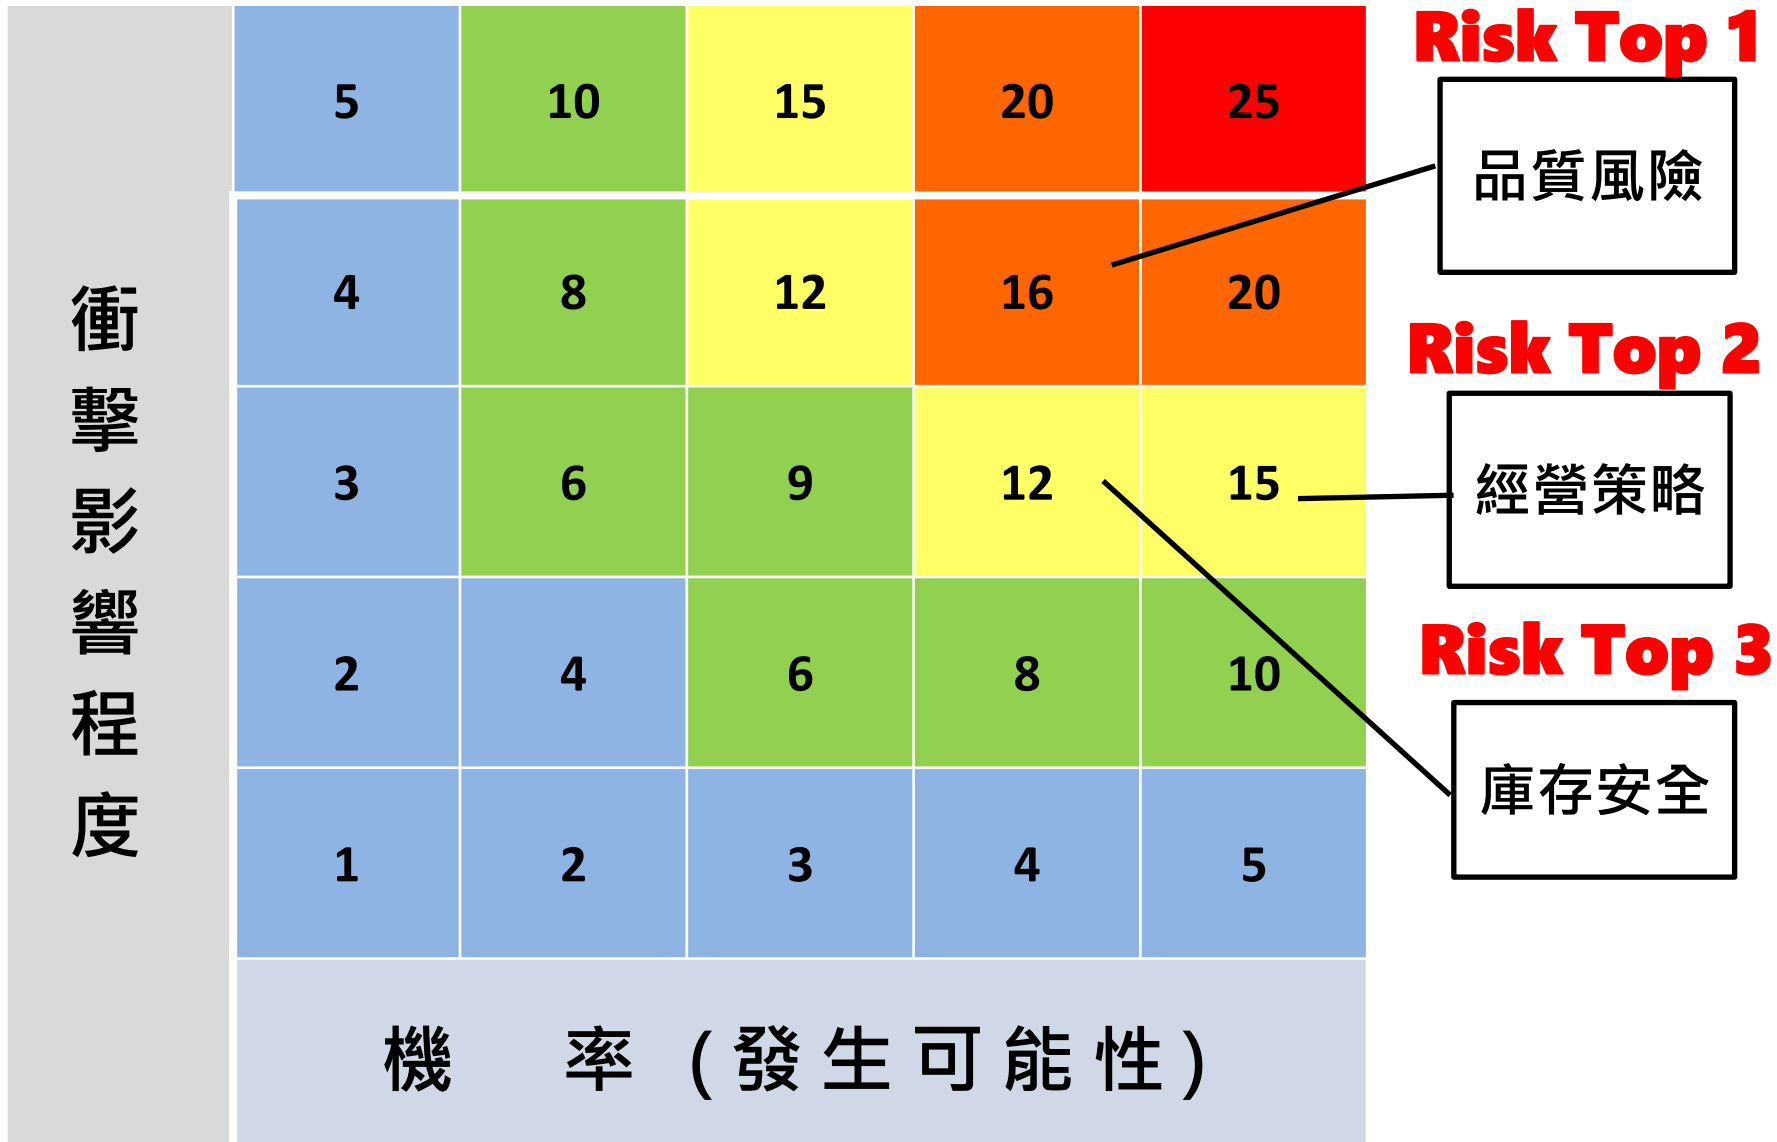 衝擊影響程度
5 10 15 20 25
4 8 12 16 20
3 6 9 12 15
2 4 6 8 10
1 2 3 4 5
機 率 (發生可能性)
Risk Top 1
品質風險
Risk Top 2
經營策略
Risk Top 3
庫存安全